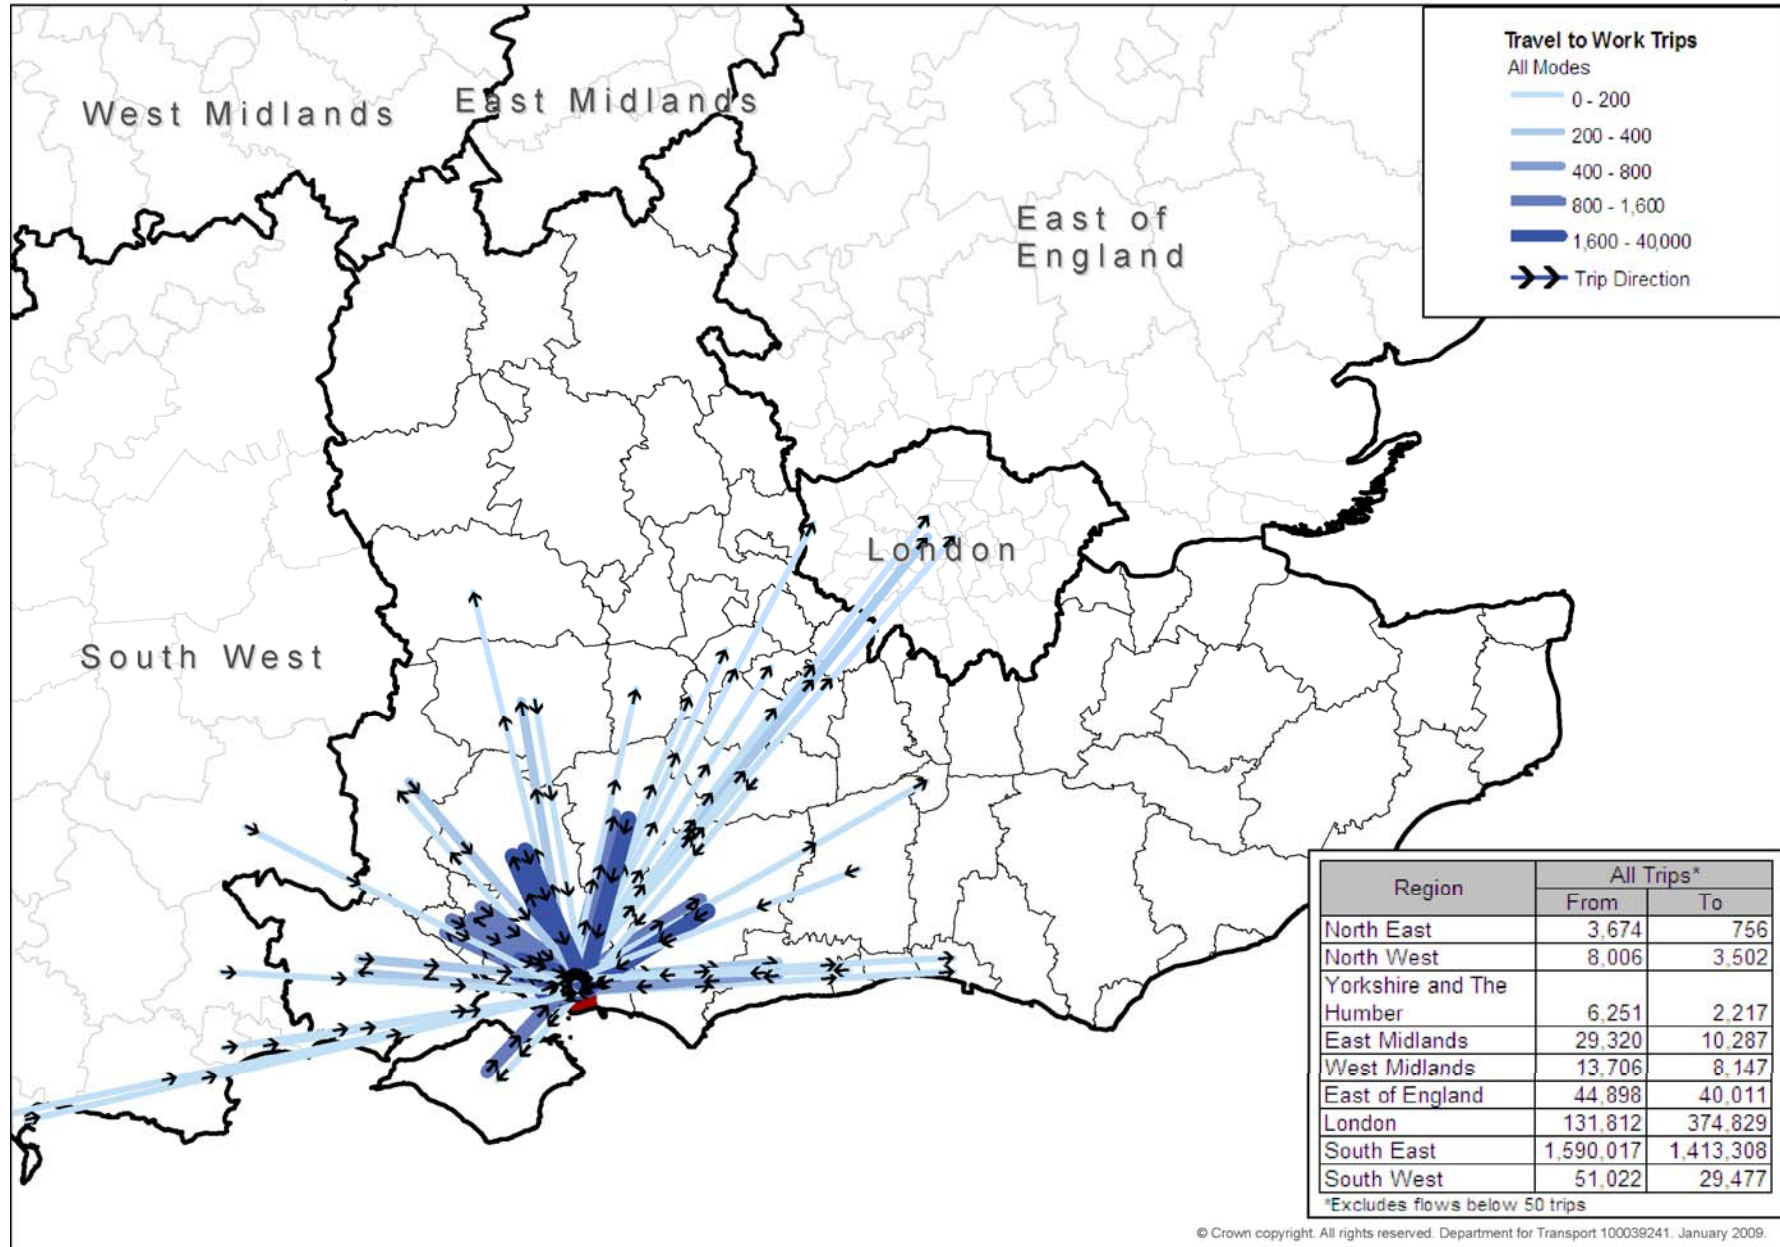 West Midlands
East Midlands
East of
England
London
South West
Travel to Work Trips
All Modes
0 - 200
200 - 400
400 - 800
800 - 1,600
1,600 - 40,000
Trip Direction
Region All Trips*
From To
North East 3,674 756
North West 8,006 3,502
Yorkshire and The
Humber 6,251 2,217
East Midlands 29,320 10,287
West Midlands 13,706 8,147
East of England 44,898 40,011
London 131,812 374,829
South East 1,590,017 1,413,308
South West 51,022 29,477
*Excludes flows below 50 trips
© Crown copyright. All rights reserved. Department for Transport 100039241. January 2009.